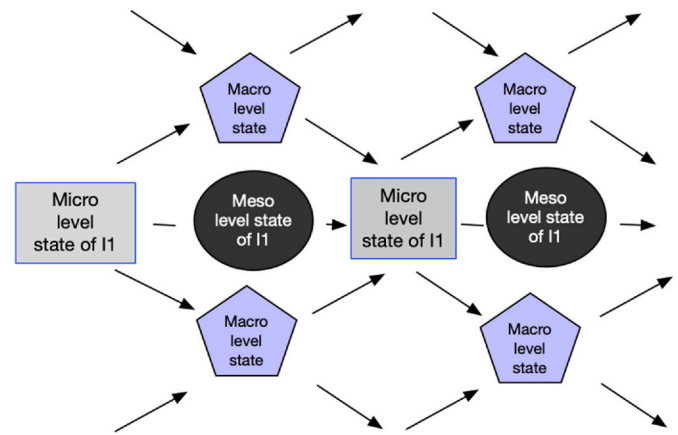 Macro
level
state
Macro
level
state
Micro
level
state of I1
Meso
level state
of I1
Micro
level
state of I1
Meso
level state
of I1
Macro
level
state
Macro
level
state